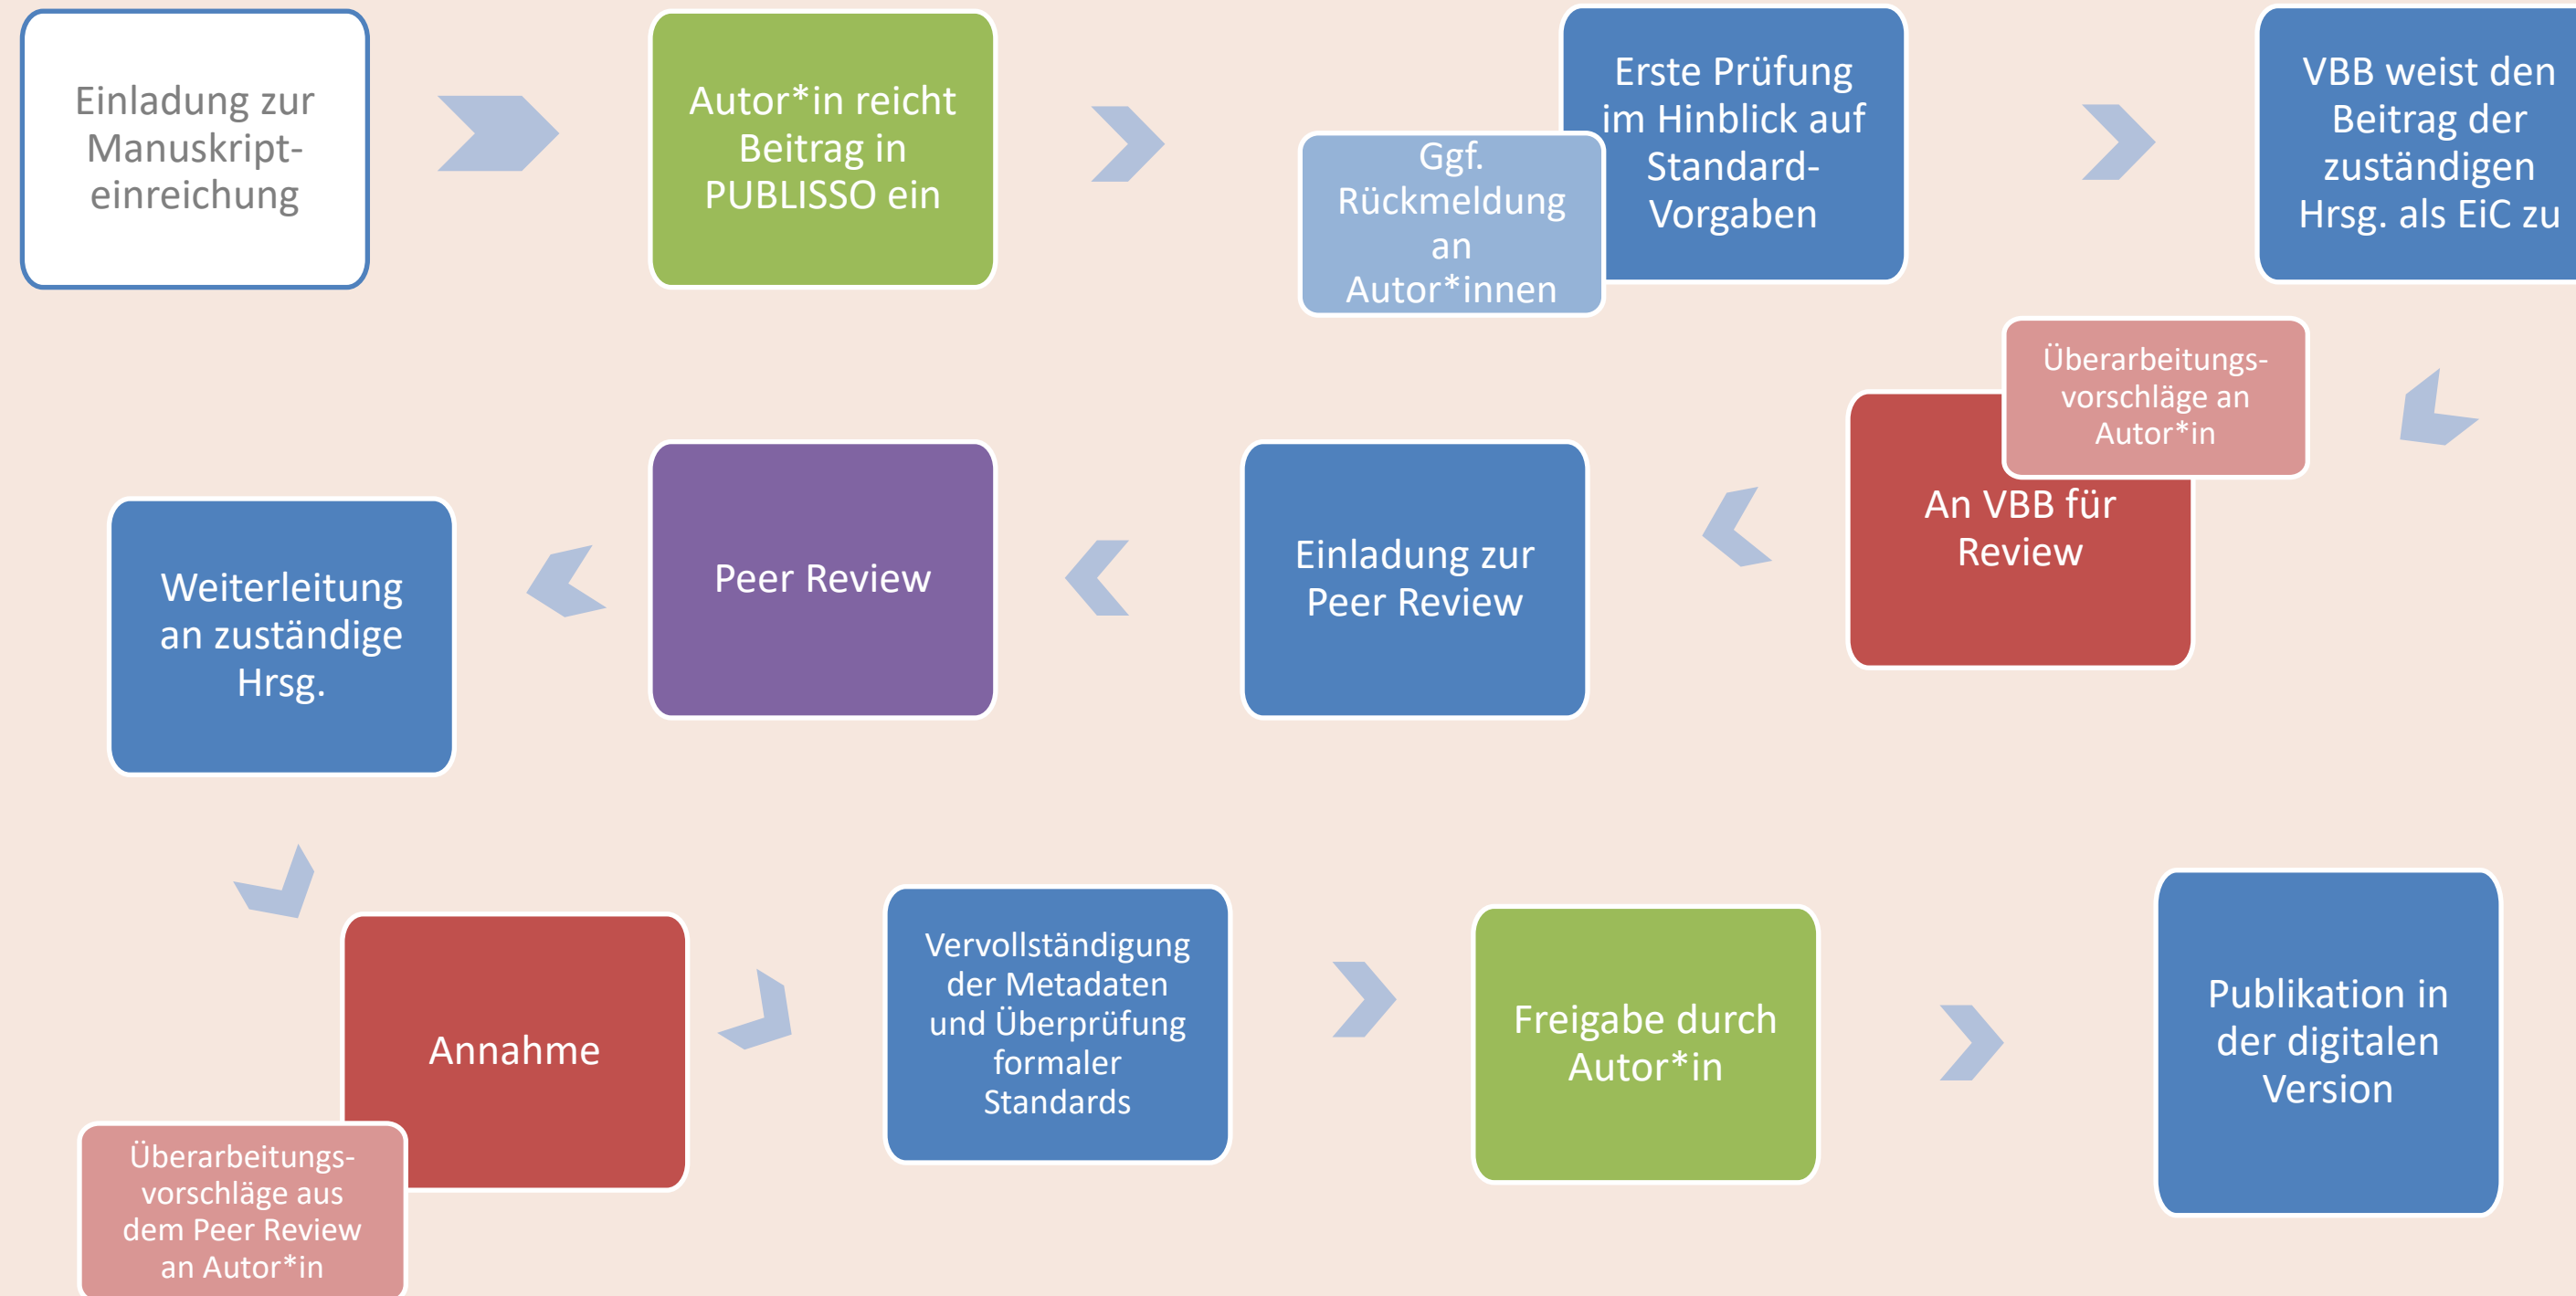 Einladung zur
Manuskript-
einreichung
Autor*in reicht
Beitrag in
PUBLISSO ein
Ggf.
Rückmeldung
an
Autor*innen
Erste Prüfung
im Hinblick auf
Standard-
Vorgaben
VBB weist den
Beitrag der
zuständigen
Hrsg. als EiC zu
Überarbeitungs-
vorschläge an
Autor*in
An VBB für
Review
Einladung zur
Peer Review
Peer Review
Weiterleitung
an zuständige
Hrsg.
Annahme
Überarbeitungs-
vorschläge aus
dem Peer Review
an Autor*in
Vervollständigung
der Metadaten
und Überprüfung
formaler
Standards
Freigabe durch
Autor*in
Publikation in
der digitalen
Version